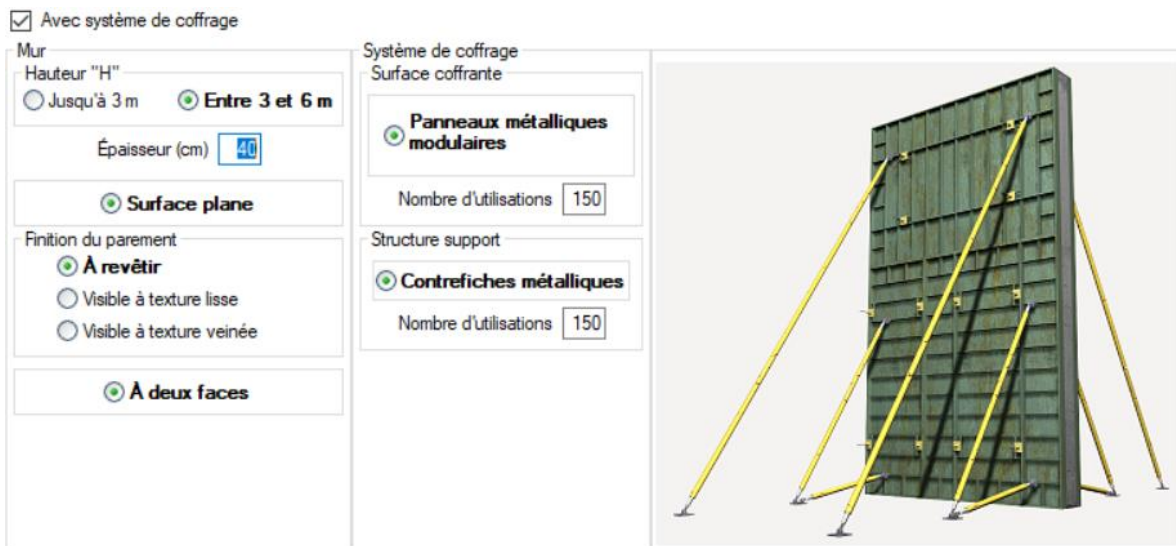 Avec système de coffrage
Mur
Hauteur "H"
Jusqu'à 3 m
Entre 3 et 6 m
Épaisseur (cm) 40
Surface plane
Finition du parement
À revêtir
Visible à texture lisse
Visible à texture veinée
À deux faces
Système de coffrage
Surface coffrante
Panneaux métalliques
modulaires
Nombre d'utilisations 150
Structure support
Contrefiches métalliques
Nombre d'utilisations 150